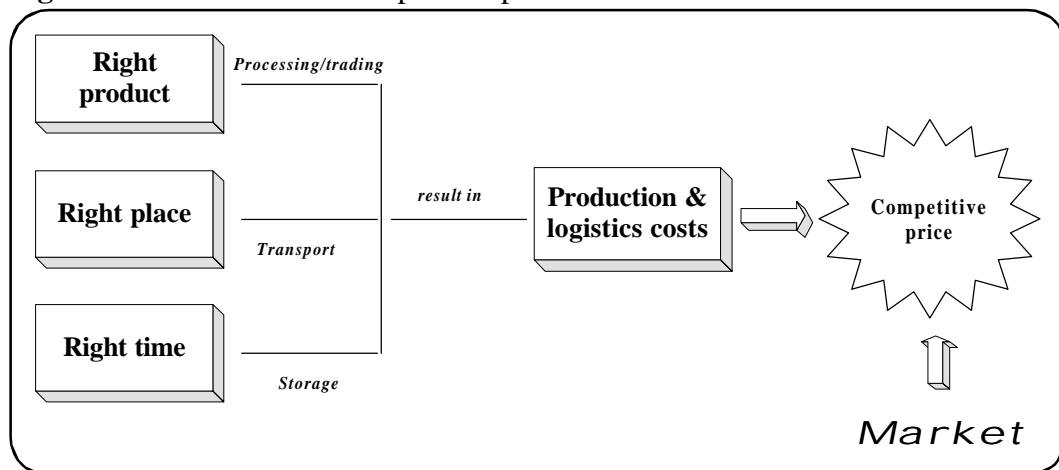 Right
product
Processing/trading
Right place
Transport
Right time
Storage
result in
Production &
logistics costs
Competitive
price
Market